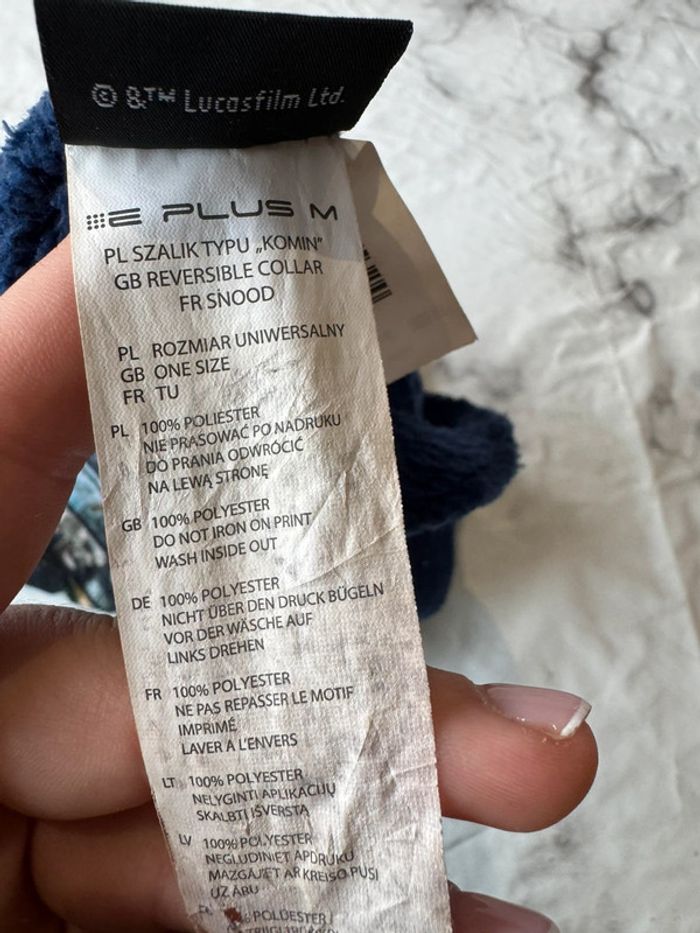 ©&™ Lucasfilm Ltd.
E PLUS M
PL SZALIK TYPU „KOMIN”
GB REVERSIBLE COLLAR
FR SNOOD
PL ROZMIAR UNIWERSALNY
GB ONE SIZE
FR TU
PL 100% POLIESTER
NIE PRASOWAĆ PO NADRUKU
DO PRANIA ODWRÓCIĆ
NA LEWĄ STRONĘ
GB 100% POLYESTER
DO NOT IRON ON PRINT
WASH INSIDE OUT
DE 100% POLYESTER
NICHT ÜBER DEN DRUCK BÜGELN
VOR DER WÄSCHE AUF
LINKS DREHEN
FR 100% POLYESTER
NE PAS REPASSER LE MOTIF
IMPRIMÉ
LAVER A L'ENVERS
LT 100% POLYESTER
NELYGINTI APLIKACIJŲ
SKALBTI IŠVERSTĄ
LV 100% POLYESTER
NEGLUDINIET APDRUKU
MAZGAJIET AR KREISO PUSI
UZ ARU